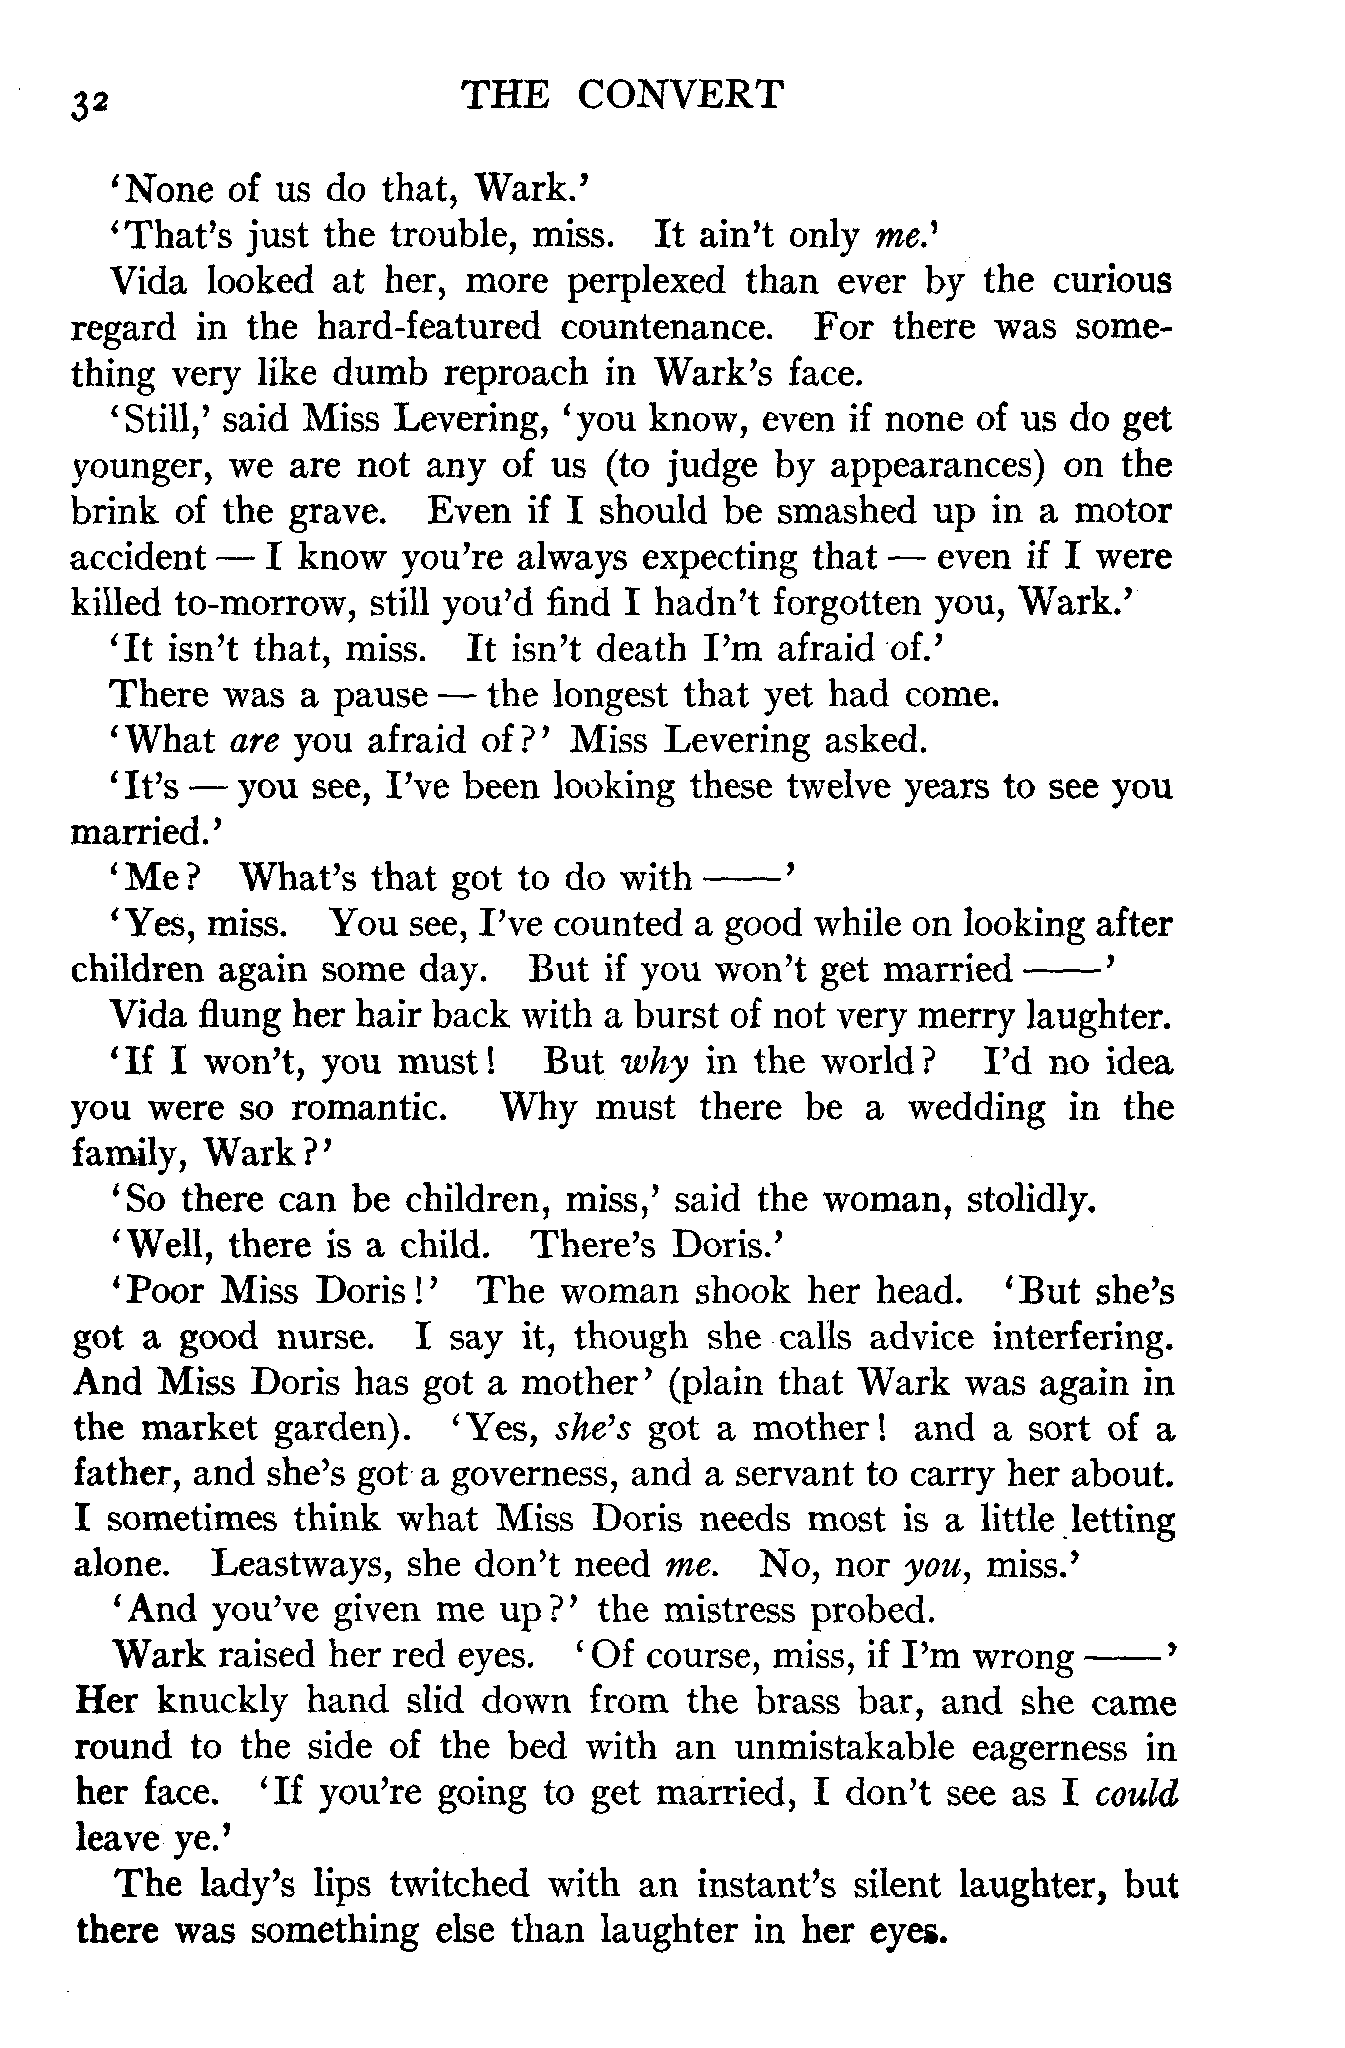 32 THE CONVERT
‘None of us do that, Wark.’
‘That's just the trouble, miss. It ain't only me.’
Vida looked at her, more perplexed than ever by the curious
regard in the hard-featured countenance. For there was some-
thing very like dumb reproach in Wark's face.
‘Still,’ said Miss Levering, ‘you know, even if none of us do get
younger, we are not any of us (to judge by appearances) on the
brink of the grave. Even if I should be smashed up in a motor
accident — I know you're always expecting that — even if I were
killed to-morrow, still you'd find I hadn't forgotten you, Wark.’
‘It isn't that, miss. It isn't death I'm afraid of.’
There was a pause — the longest that yet had come.
‘What are you afraid of?’ Miss Levering asked.
‘It's — you see, I've been looking these twelve years to see you
married.’
‘Me? What's that got to do with ——’
‘Yes, miss. You see, I've counted a good while on looking after
children again some day. But if you won't get married ——’
Vida flung her hair back with a burst of not very merry laughter.
‘If I won't, you must! But why in the world? I'd no idea
you were so romantic. Why must there be a wedding in the
family, Wark?’
‘So there can be children, miss,’ said the woman, stolidly.
‘Well, there is a child. There's Doris.’
‘Poor Miss Doris!’ The woman shook her head. ‘But she's
got a good nurse. I say it, though she calls advice interfering.
And Miss Doris has got a mother’ (plain that Wark was again in
the market garden). ‘Yes, she's got a mother! and a sort of a
father, and she's got a governess, and a servant to carry her about.
I sometimes think what Miss Doris needs most is a little letting
alone. Leastways, she don't need me. No, nor you, miss.’
‘And you've given me up?’ the mistress probed.
Wark raised her red eyes. ‘Of course, miss, if I'm wrong ——’
Her knuckly hand slid down from the brass bar, and she came
round to the side of the bed with an unmistakable eagerness in
her face. ‘If you're going to get married, I don't see as I could
leave ye.’
The lady's lips twitched with an instant's silent laughter, but
there was something else than laughter in her eyes.